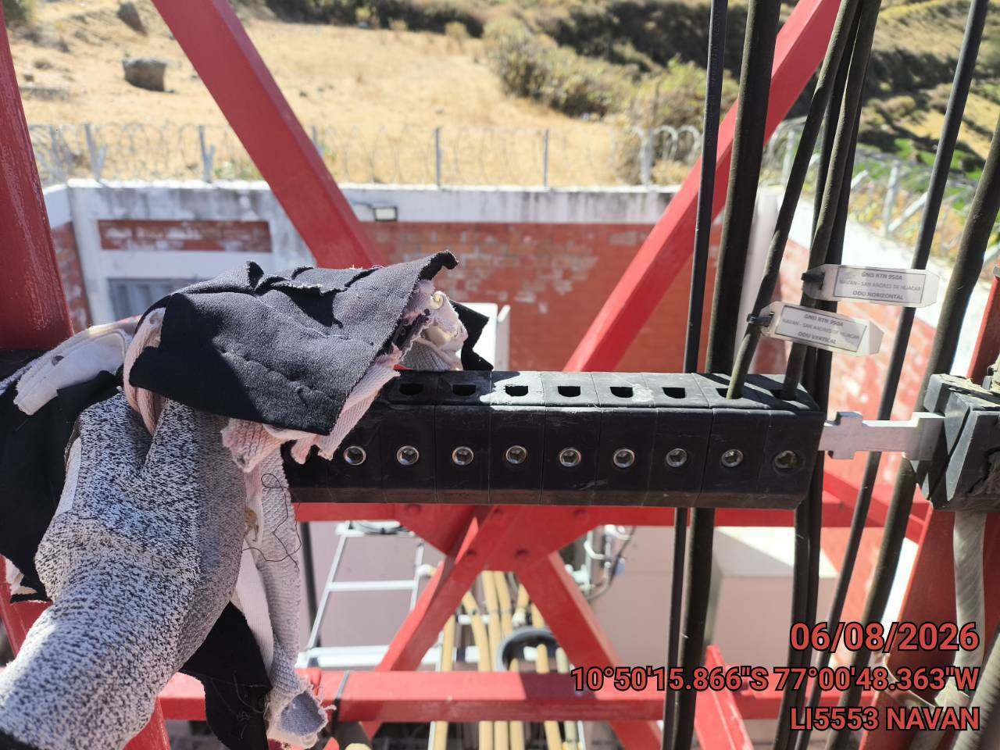 GND RTN 950A
NAVAN - SAN ANDRES DE HUACAR
ODU HORIZONTAL
GND RTN 950A
NAVAN - SAN ANDRES DE HUACAR
ODU VERTICAL
06/08/2026
10°50'15.866"S 77°00'48.363"W
LI5553 NAVAN